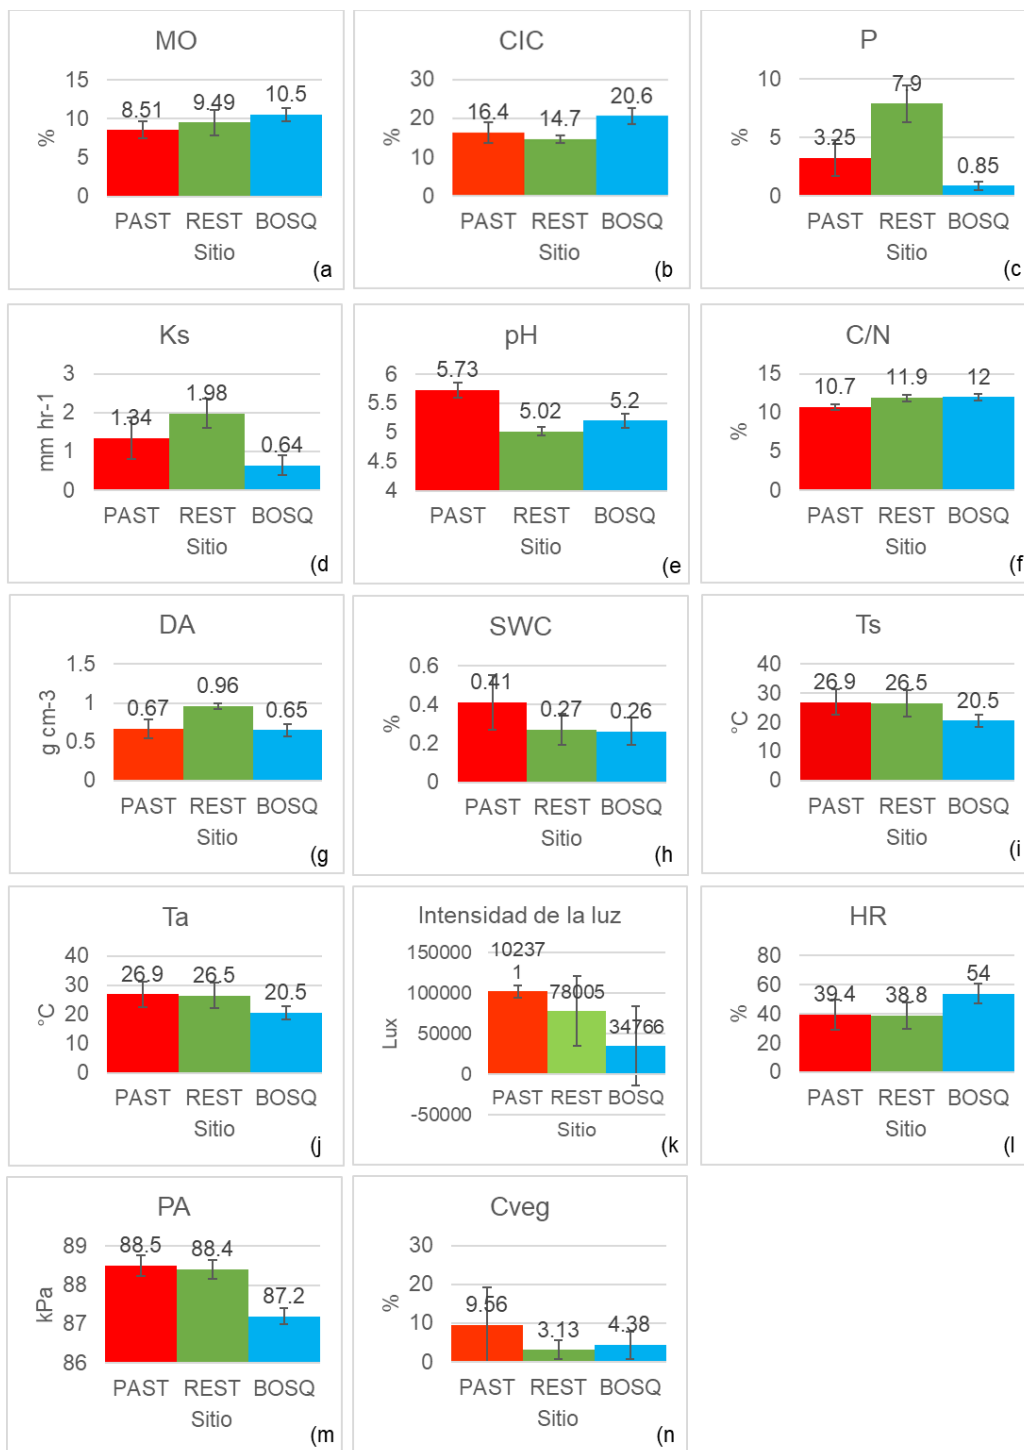 MO
15
10
5
0
%
8.51
9.49
10.5
PAST REST BOSQ
Sitio
(a
CIC
30
20
10
0
%
16.4
14.7
20.6
PAST REST BOSQ
Sitio
(b
P
10
5
0
%
3.25
7.9
0.85
PAST REST BOSQ
Sitio
(c
Ks
3
2
1
0
mm hr-1
1.34
1.98
0.64
PAST REST BOSQ
Sitio
(d
pH
6
5.5
5
4.5
4
5.73
5.02
5.2
PAST REST BOSQ
Sitio
(e
C/N
15
10
5
0
%
10.7
11.9
12
PAST REST BOSQ
Sitio
(f
DA
1.5
1
0.5
0
g cm-3
0.67
0.96
0.65
PAST REST BOSQ
Sitio
(g
SWC
0.6
0.4
0.2
0
%
0.41
0.27
0.26
PAST REST BOSQ
Sitio
(h
Ts
40
30
20
10
0
°C
26.9
26.5
20.5
PAST REST BOSQ
Sitio
(i
Ta
40
30
20
10
0
°C
26.9
26.5
20.5
PAST REST BOSQ
Sitio
(j
Intensidad de la luz
150000
100000
50000
0
-50000
Lux
10237
1
78005
34766
PAST REST BOSQ
Sitio
(k
HR
80
60
40
20
0
%
39.4
38.8
54
PAST REST BOSQ
Sitio
(l
PA
89
88
87
86
kPa
88.5
88.4
87.2
PAST REST BOSQ
Sitio
(m
Cveg
30
20
10
0
%
9.56
3.13
4.38
PAST REST BOSQ
Sitio
(n